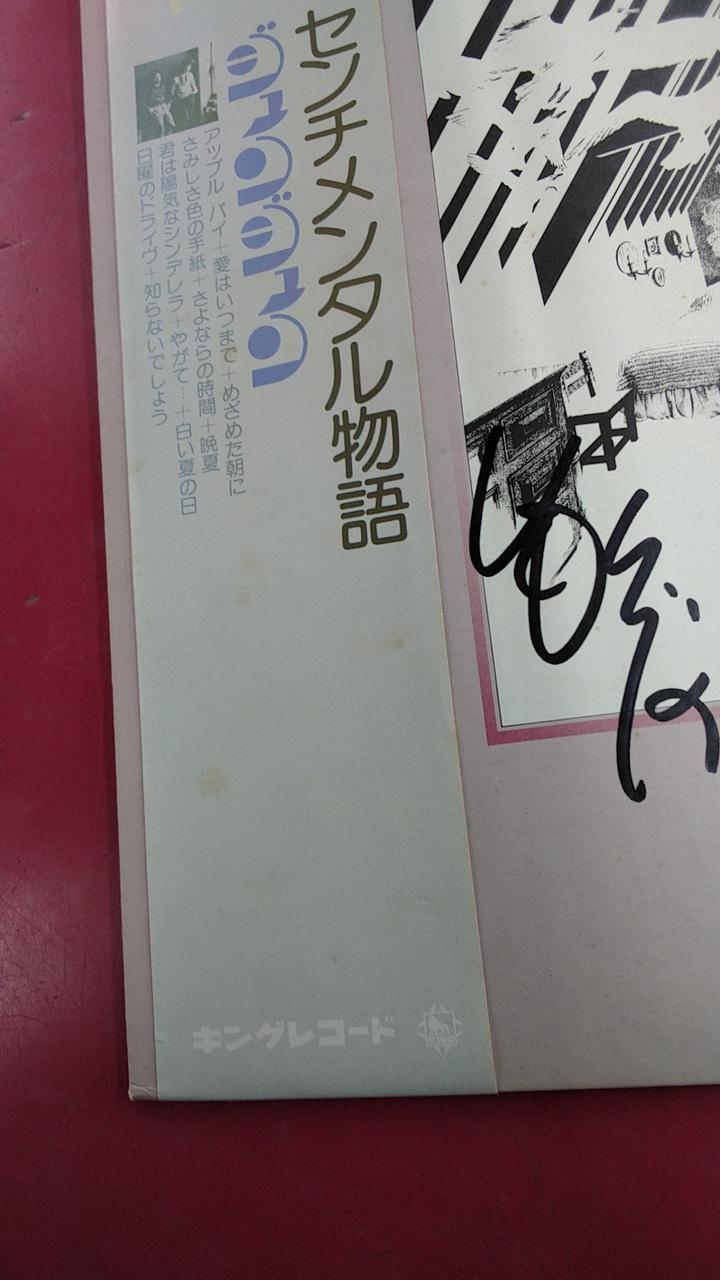 センチメンタル物語
ジュンジュン
アップル パイ+愛はいつまで+めざめた朝に
さみしさ色の手紙+さよならの時間+晩夏
君は陽気なシンデレラ+やがて…+白い夏の日
日曜のドライヴ+知らないでしょう
キングレコード
KING